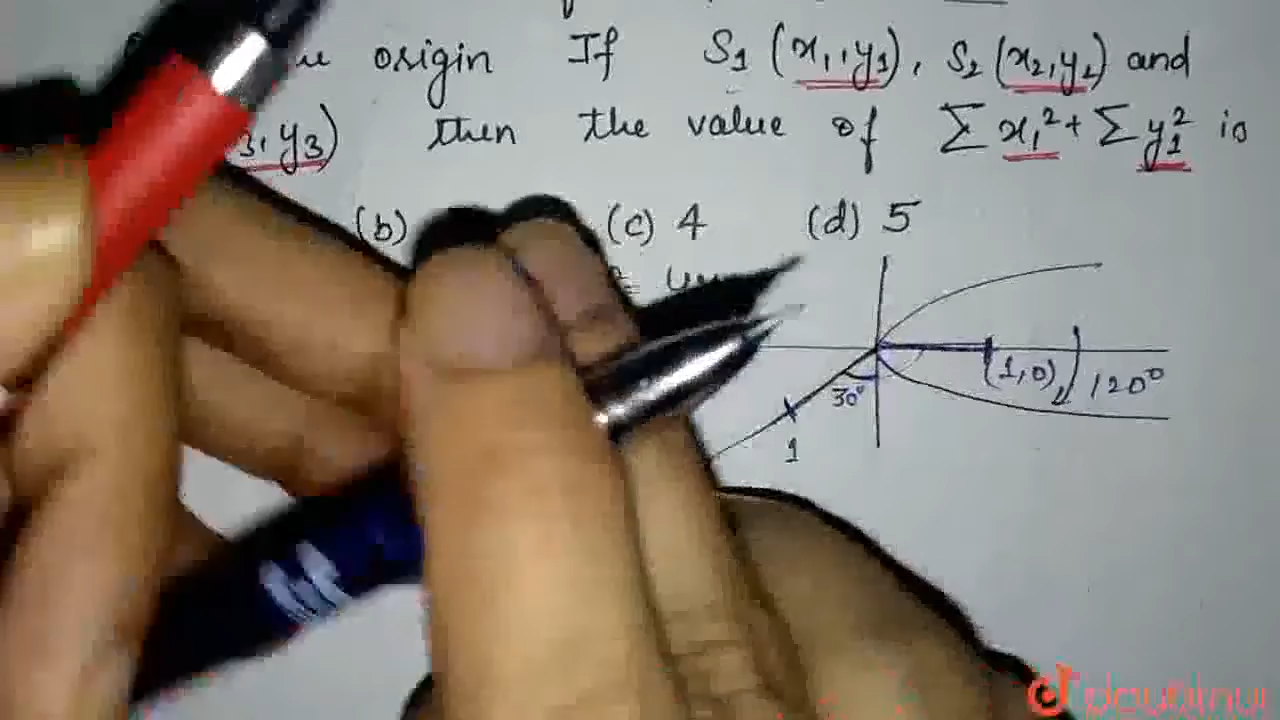 origin If S₁ (x₁,y₁), S₂ (x₂,y₂) and
3, y₃) then the value of Σ x₁² + Σ y₁² is
(b) (c) 4 (d) 5
(1,0) 120°
30°
1
doubtnut